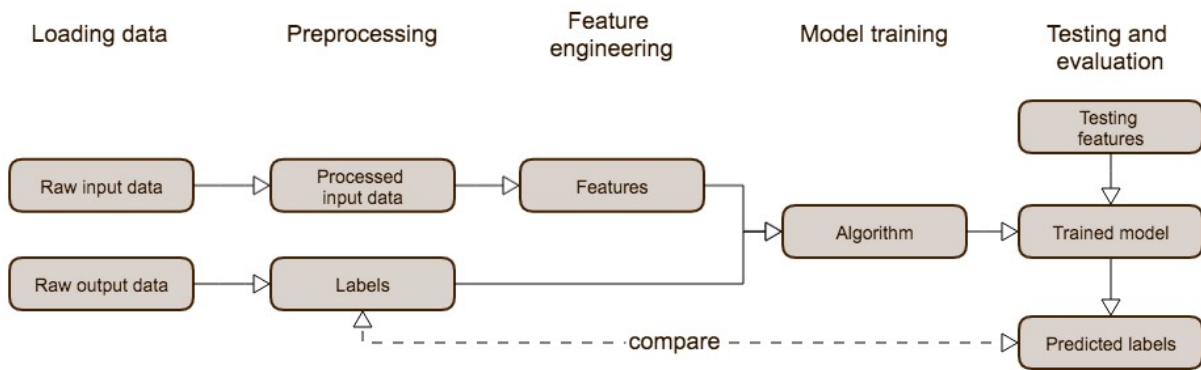 Loading data
Preprocessing
Feature
engineering
Model training
Testing and
evaluation
Testing
features
Raw input data
Processed
input data
Features
Algorithm
Trained model
Raw output data
Labels
compare
Predicted labels